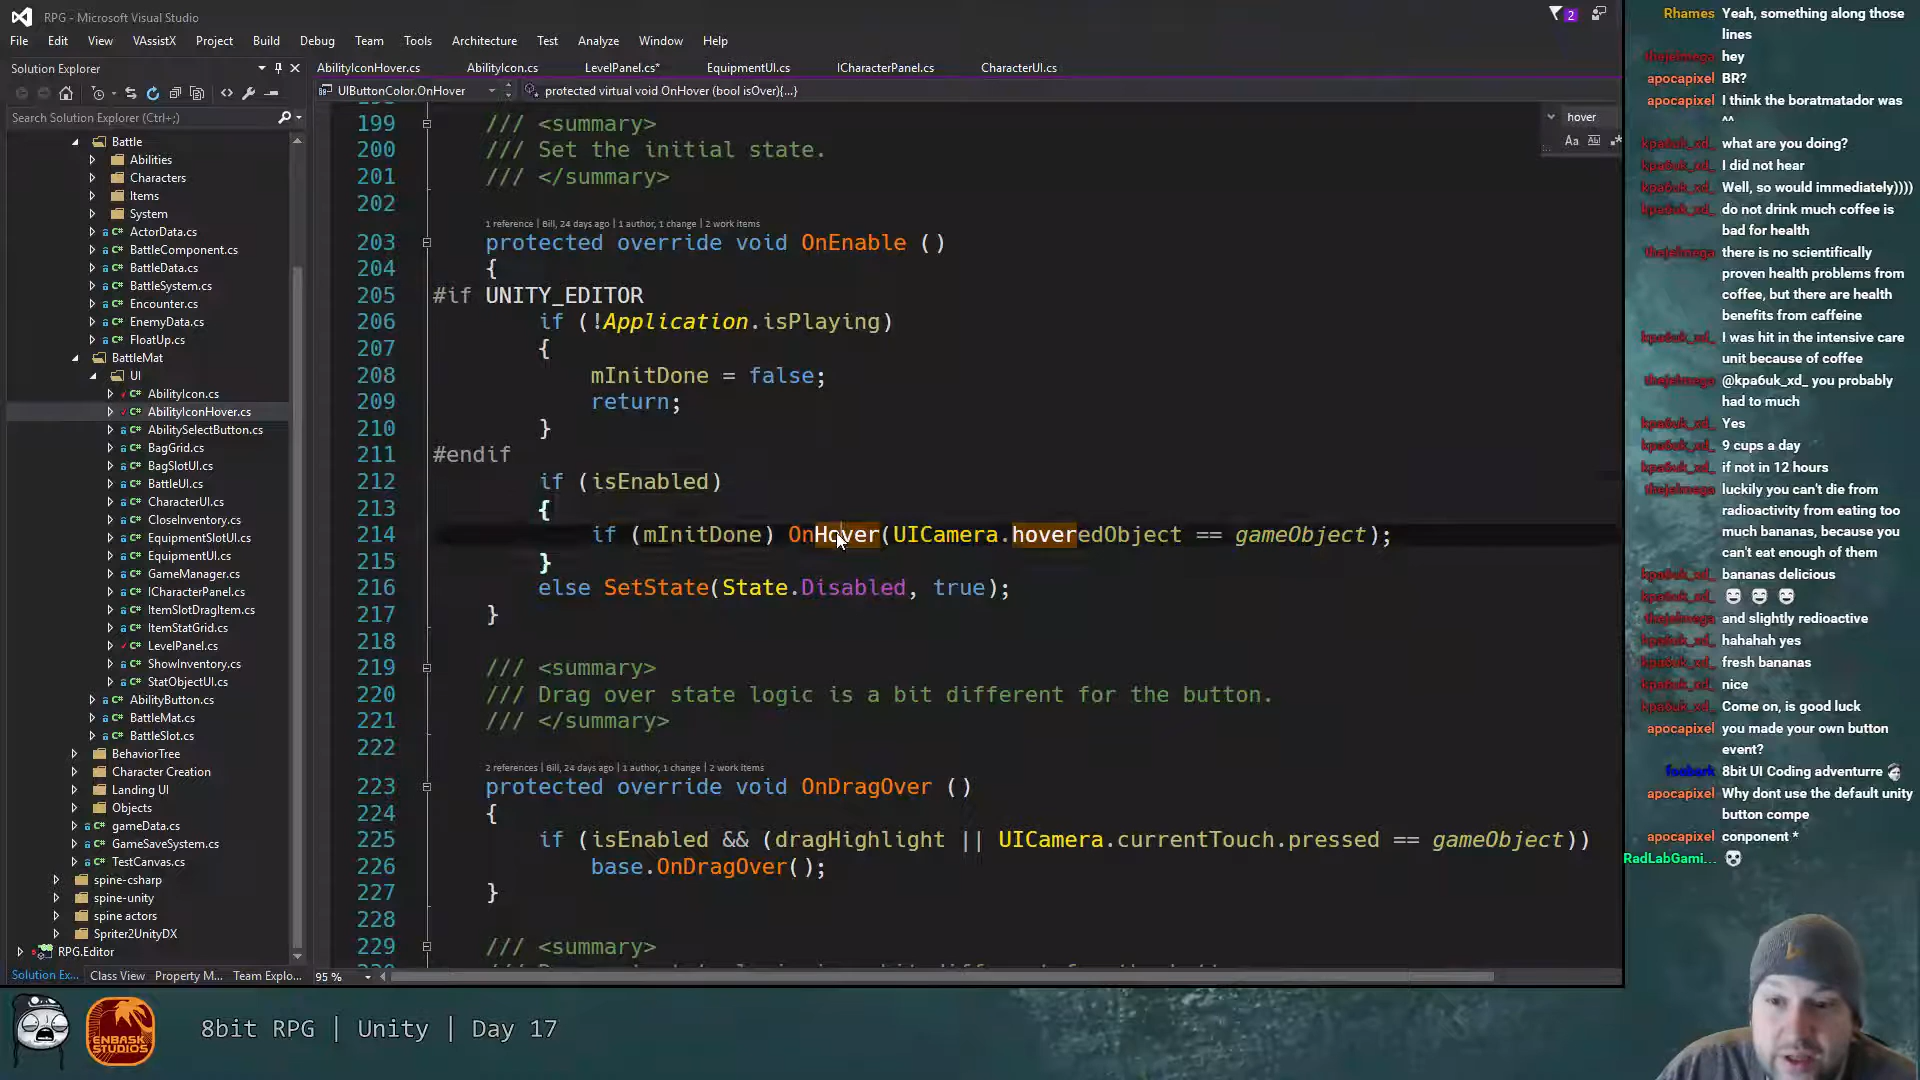 RPG - Microsoft Visual Studio
2
File Edit View VAssistX Project Build Debug Team Tools Architecture Test Analyze Window Help
Solution Explorer
AbilityIconHover.cs AbilityIcon.cs LevelPanel.cs* EquipmentUI.cs ICharacterPanel.cs CharacterUI.cs
UIButtonColor.OnHover protected virtual void OnHover (bool isOver){...}
Search Solution Explorer (Ctrl+;)
hover
Battle
Abilities
Characters
Items
System
ActorData.cs
BattleComponent.cs
BattleData.cs
BattleSystem.cs
Encounter.cs
EnemyData.cs
FloatUp.cs
BattleMat
UI
AbilityIcon.cs
AbilityIconHover.cs
AbilitySelectButton.cs
BagGrid.cs
BagSlotUI.cs
BattleUI.cs
CharacterUI.cs
CloseInventory.cs
EquipmentSlotUI.cs
EquipmentUI.cs
GameManager.cs
ICharacterPanel.cs
ItemSlotDragItem.cs
ItemStatGrid.cs
LevelPanel.cs
ShowInventory.cs
StatObjectUI.cs
AbilityButton.cs
BattleMat.cs
BattleSlot.cs
BehaviorTree
Character Creation
Landing UI
Objects
gameData.cs
GameSaveSystem.cs
TestCanvas.cs
spine-csharp
spine-unity
spine actors
Spriter2UnityDX
RPG.Editor
Solution Ex... Class View Property M... Team Explo...
199 /// <summary>
200 /// Set the initial state.
201 /// </summary>
202
1 reference | Bill, 24 days ago | 1 author, 1 change | 2 work items
203 protected override void OnEnable ()
204 {
205 #if UNITY_EDITOR
206 if (!Application.isPlaying)
207 {
208 mInitDone = false;
209 return;
210 }
211 #endif
212 if (isEnabled)
213 {
214 if (mInitDone) OnHover(UICamera.hoveredObject == gameObject);
215 }
216 else SetState(State.Disabled, true);
217 }
218
219 /// <summary>
220 /// Drag over state logic is a bit different for the button.
221 /// </summary>
222
2 references | Bill, 24 days ago | 1 author, 1 change | 2 work items
223 protected override void OnDragOver ()
224 {
225 if (isEnabled && (dragHighlight || UICamera.currentTouch.pressed == gameObject))
226 base.OnDragOver();
227 }
228
229 /// <summary>
95 %
Rhames Yeah, something along those
lines
thejelmega hey
apocapixel BR?
apocapixel I think the boratmatador was
^^
kpa6uk_xd_ what are you doing?
kpa6uk_xd_ I did not hear
kpa6uk_xd_ Well, so would immediately))))
kpa6uk_xd_ do not drink much coffee is
bad for health
thejelmega there is no scientifically
proven health problems from
coffee, but there are health
benefits from caffeine
kpa6uk_xd_ I was hit in the intensive care
unit because of coffee
thejelmega @kpa6uk_xd_ you probably
had to much
kpa6uk_xd_ Yes
kpa6uk_xd_ 9 cups a day
kpa6uk_xd_ if not in 12 hours
thejelmega luckily you can't die from
radioactivity from eating too
much bananas, because you
can't eat enough of them
kpa6uk_xd_ bananas delicious
kpa6uk_xd_
thejelmega and slightly radioactive
kpa6uk_xd_ hahahah yes
kpa6uk_xd_ fresh bananas
kpa6uk_xd_ nice
kpa6uk_xd_ Come on, is good luck
apocapixel you made your own button
event?
8bit UI Coding adventurre
apocapixel Why dont use the default unity
button compe
apocapixel conponent *
RadLabGami...
ENBASK
STUDIOS
8bit RPG | Unity | Day 17